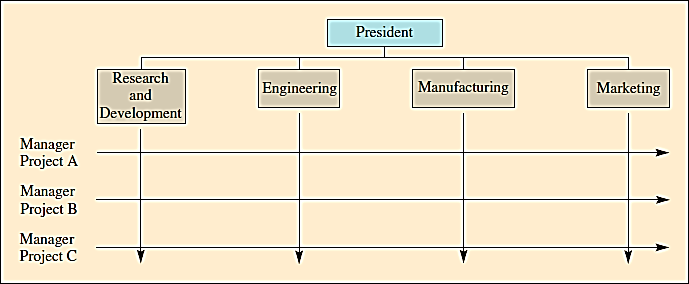 President
Research
and
Development
Engineering
Manufacturing
Marketing
Manager
Project A
Manager
Project B
Manager
Project C